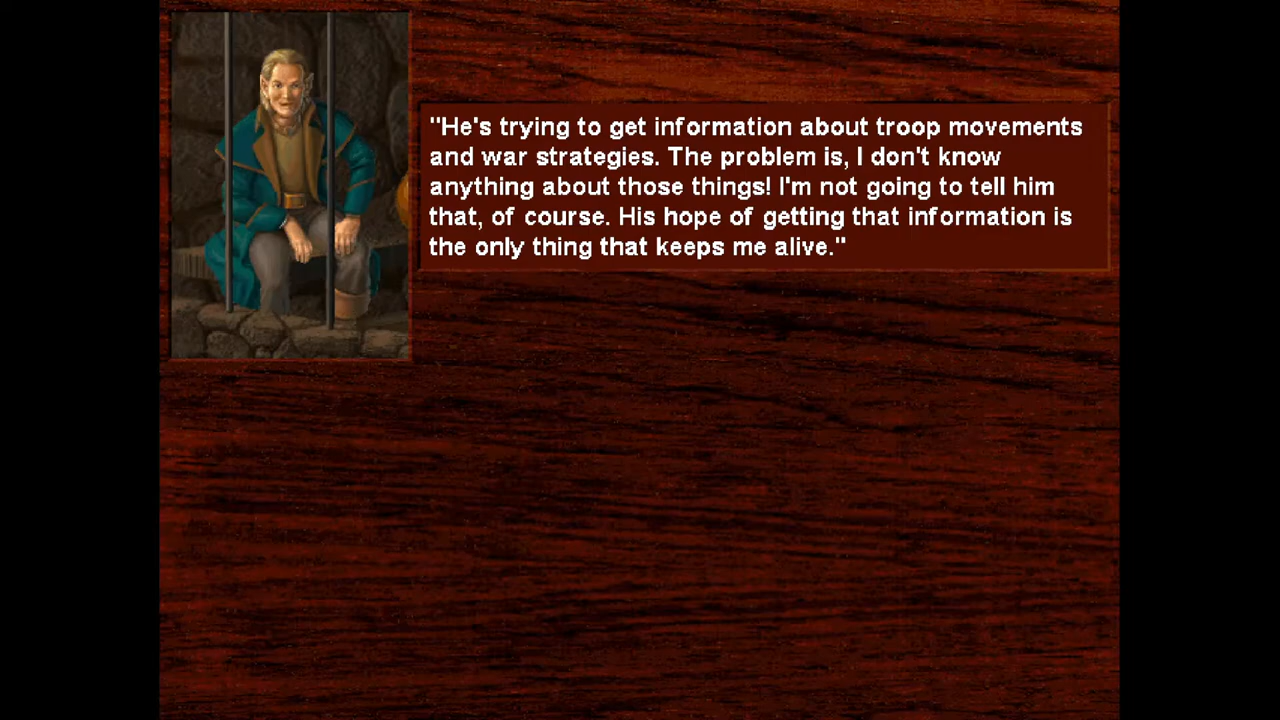 "He's trying to get information about troop movements
and war strategies. The problem is, I don't know
anything about those things! I'm not going to tell him
that, of course. His hope of getting that information is
the only thing that keeps me alive."